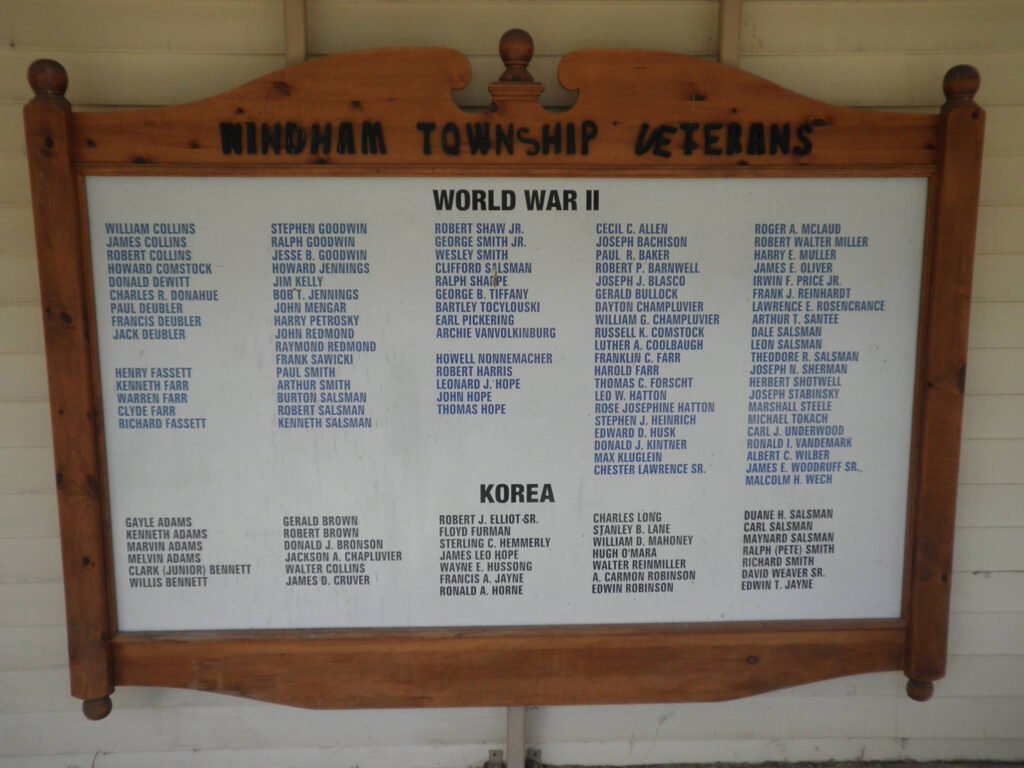 WINDHAM TOWNSHIP VETERANS
WORLD WAR II
WILLIAM COLLINS
JAMES COLLINS
ROBERT COLLINS
HOWARD COMSTOCK
DONALD DEWITT
CHARLES R. DONAHUE
PAUL DEUBLER
FRANCIS DEUBLER
JACK DEUBLER
HENRY FASSETT
KENNETH FARR
WARREN FARR
CLYDE FARR
RICHARD FASSETT
STEPHEN GOODWIN
RALPH GOODWIN
JESSE B. GOODWIN
HOWARD JENNINGS
JIM KELLY
BOB T. JENNINGS
JOHN MENGAR
HARRY PETROSKY
JOHN REDMOND
RAYMOND REDMOND
FRANK SAWICKI
PAUL SMITH
ARTHUR SMITH
BURTON SALSMAN
ROBERT SALSMAN
KENNETH SALSMAN
ROBERT SHAW JR.
GEORGE SMITH JR.
WESLEY SMITH
CLIFFORD SALSMAN
RALPH SHARPE
GEORGE B. TIFFANY
BARTLEY TOCYLOUSKI
EARL PICKERING
ARCHIE VANVOLKINBURG
HOWELL NONNEMACHER
ROBERT HARRIS
LEONARD J. HOPE
JOHN HOPE
THOMAS HOPE
CECIL C. ALLEN
JOSEPH BACHISON
PAUL R. BAKER
ROBERT P. BARNWELL
JOSEPH J. BLASCO
GERALD BULLOCK
DAYTON CHAMPLUVIER
WILLIAM G. CHAMPLUVIER
RUSSELL K. COMSTOCK
LUTHER A. COOLBAUGH
FRANKLIN C. FARR
HAROLD FARR
THOMAS C. FORSCHT
LEO W. HATTON
ROSE JOSEPHINE HATTON
STEPHEN J. HEINRICH
EDWARD D. HUSK
DONALD J. KINTNER
MAX KLUGLEIN
CHESTER LAWRENCE SR.
ROGER A. MCLAUD
ROBERT WALTER MILLER
HARRY E. MULLER
JAMES E. OLIVER
IRWIN F. PRICE JR.
FRANK J. REINHARDT
LAWRENCE E. ROSENCRANCE
ARTHUR T. SANTEE
DALE SALSMAN
LEON SALSMAN
THEODORE R. SALSMAN
JOSEPH N. SHERMAN
HERBERT SHOTWELL
JOSEPH STABINSKY
MARSHALL STEELE
MICHAEL TOKACH
CARL J. UNDERWOOD
RONALD I. VANDEMARK
ALBERT C. WILBER
JAMES E. WOODRUFF SR.
MALCOLM H. WECH
KOREA
GAYLE ADAMS
KENNETH ADAMS
MARVIN ADAMS
MELVIN ADAMS
CLARK (JUNIOR) BENNETT
WILLIS BENNETT
GERALD BROWN
ROBERT BROWN
DONALD J. BRONSON
JACKSON A. CHAPLUVIER
WALTER COLLINS
JAMES D. CRUVER
ROBERT J. ELLIOT SR.
FLOYD FURMAN
STERLING C. HEMMERLY
JAMES LEO HOPE
WAYNE E. HUSSONG
FRANCIS A. JAYNE
RONALD A. HORNE
CHARLES LONG
STANLEY B. LANE
WILLIAM D. MAHONEY
HUGH O'MARA
WALTER REINMILLER
A. CARMON ROBINSON
EDWIN ROBINSON
DUANE H. SALSMAN
CARL SALSMAN
MAYNARD SALSMAN
RALPH (PETE) SMITH
RICHARD SMITH
DAVID WEAVER SR.
EDWIN T. JAYNE